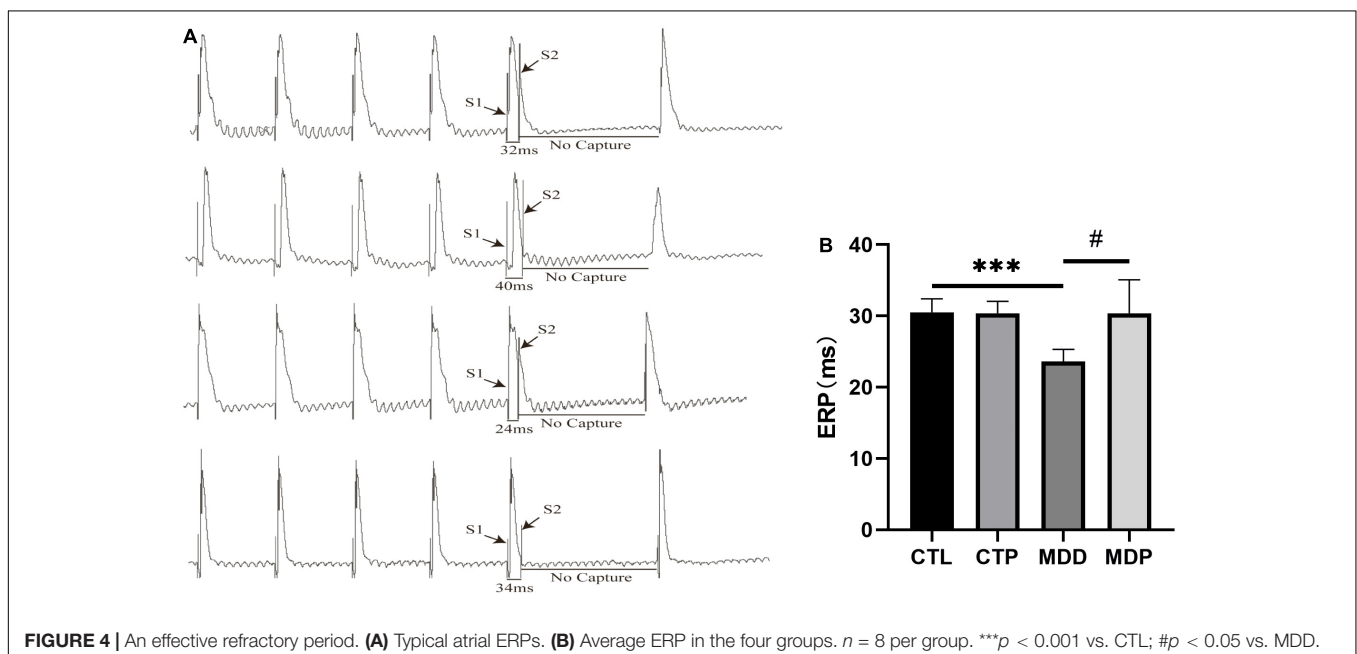 A
S1
S2
32ms
No Capture
S1
S2
40ms
No Capture
S1
S2
24ms
No Capture
S1
S2
34ms
No Capture
B
ERP (ms)
40
30
20
10
0
***
#
CTL CTP MDD MDP
FIGURE 4 | An effective refractory period. (A) Typical atrial ERPs. (B) Average ERP in the four groups. n = 8 per group. ***p < 0.001 vs. CTL; #p < 0.05 vs. MDD.